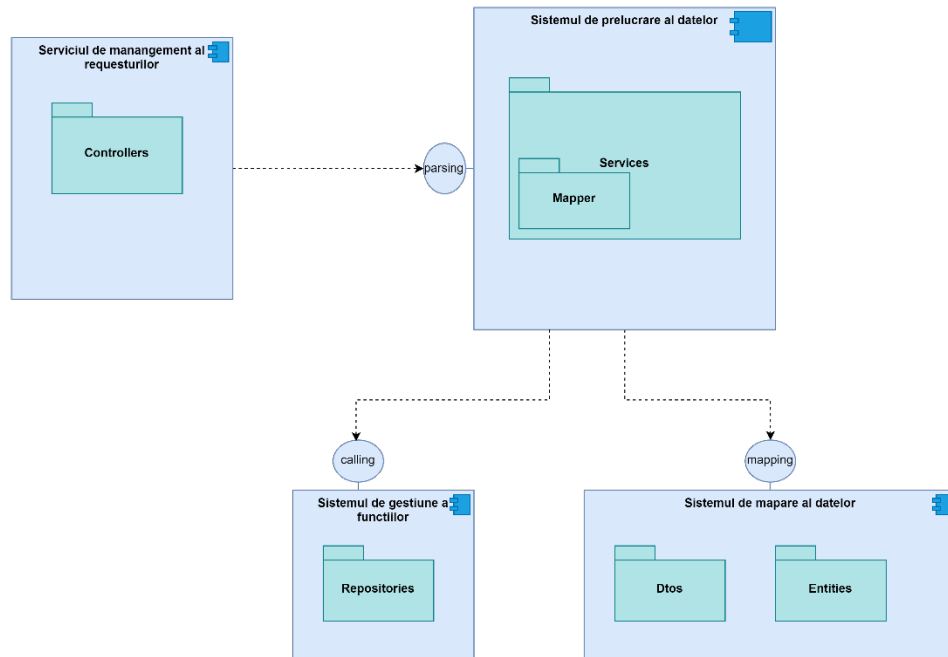 Sistemul de prelucrare al datelor
Serviciul de manangement al
requesturilor
Controllers
parsing
Services
Mapper
calling
mapping
Sistemul de gestiune a
functiilor
Sistemul de mapare al datelor
Repositories
Dtos
Entities